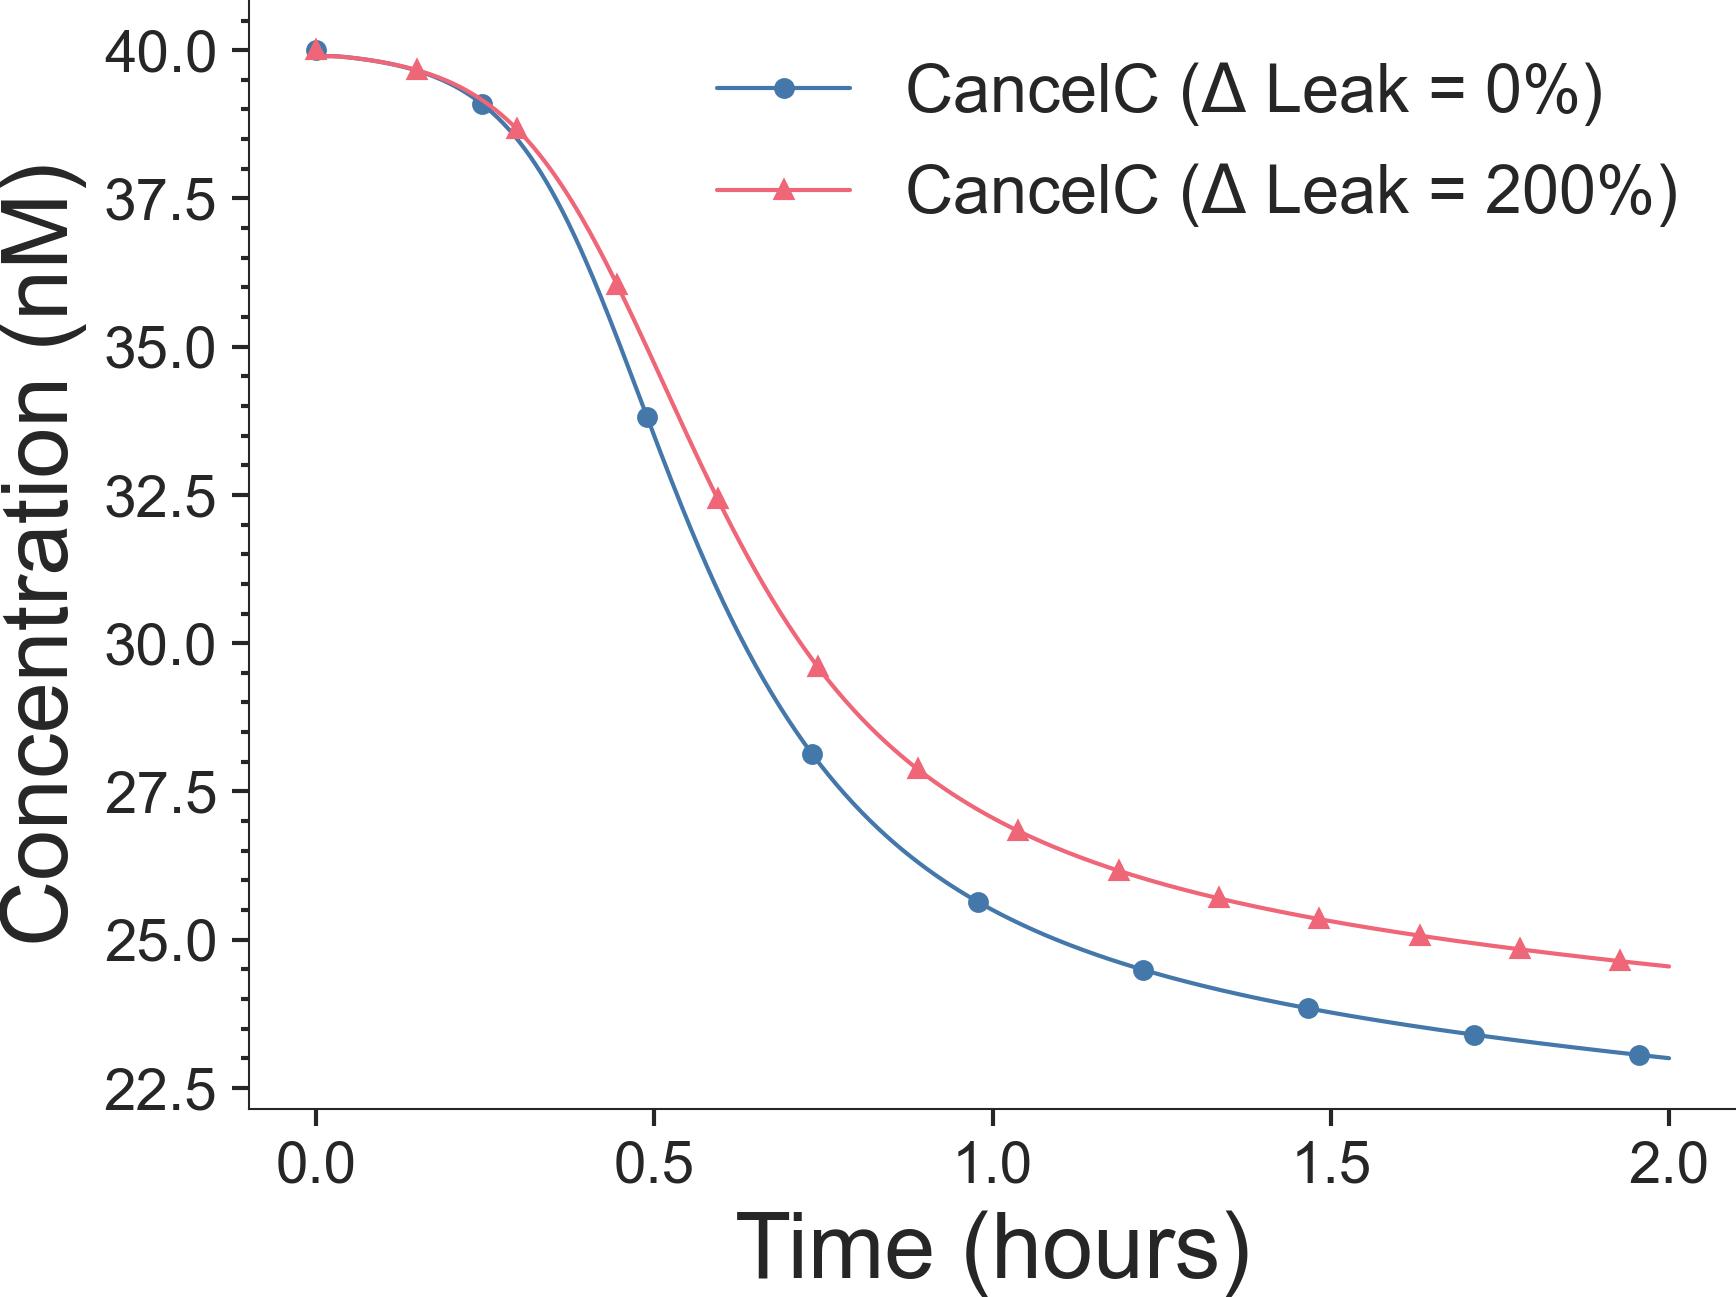 CancelC (Δ Leak = 0%)
CancelC (Δ Leak = 200%)
Concentration (nM)
40.0
37.5
35.0
32.5
30.0
27.5
25.0
22.5
0.0 0.5 1.0 1.5 2.0
Time (hours)